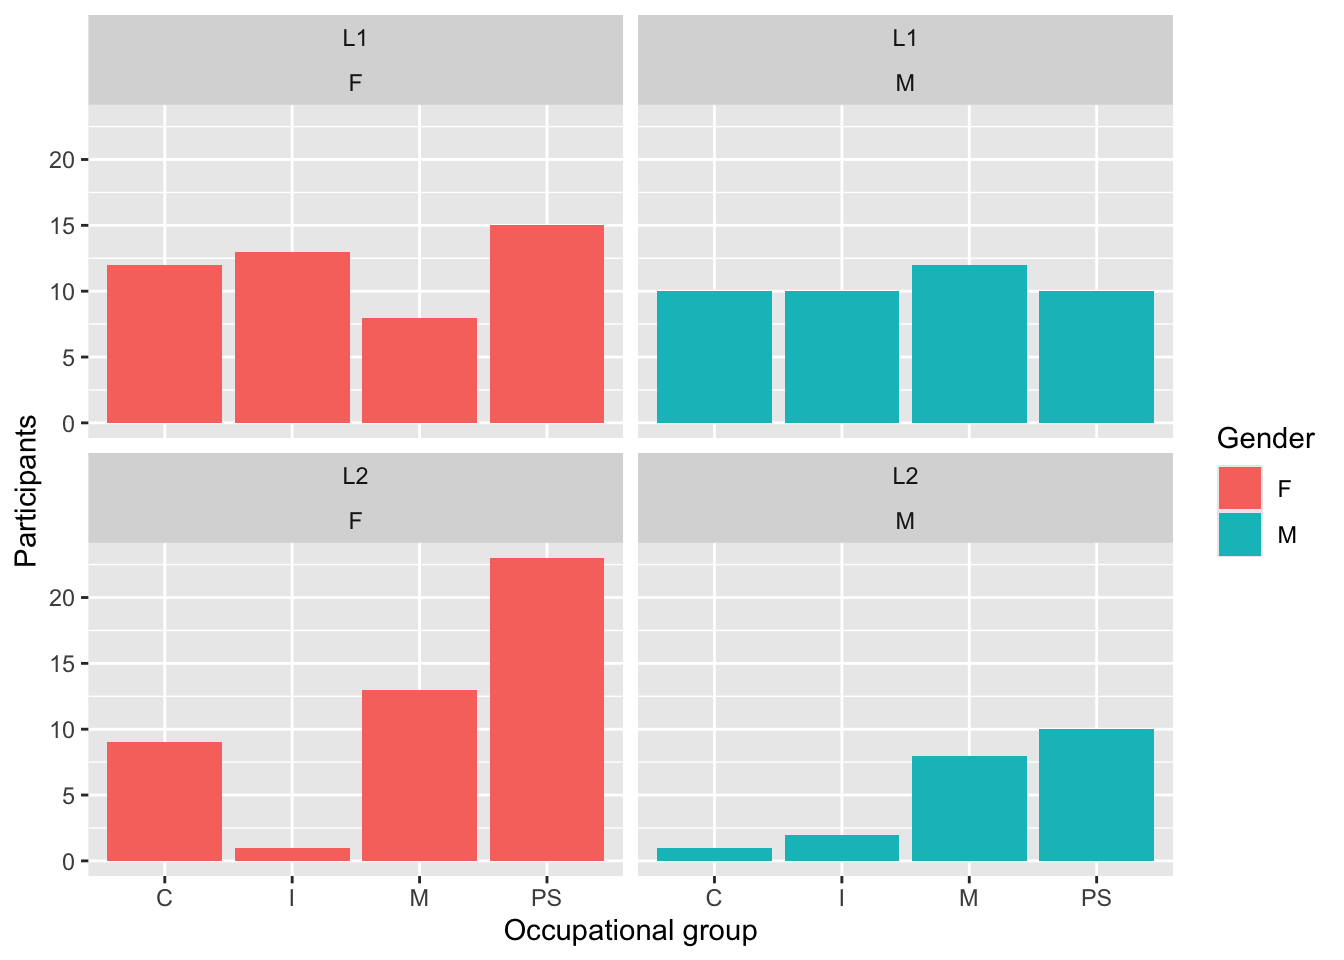 L1
F
L1
M
20
15
10
5
0
L2
F
L2
M
20
15
10
5
0
C I M PS
C I M PS
Occupational group
Participants
Gender
F
M